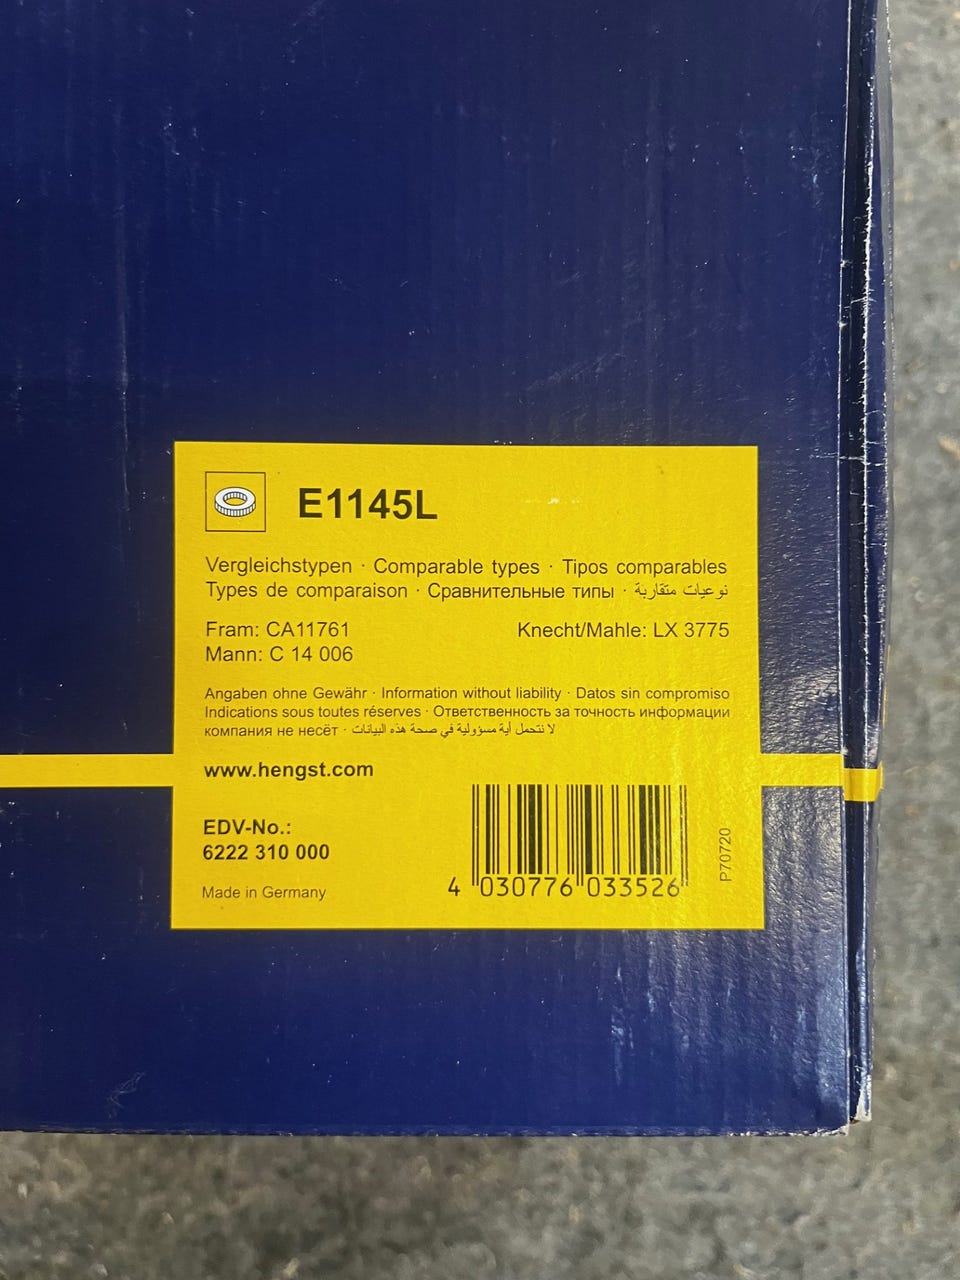 E1145L
Vergleichstypen · Comparable types · Tipos comparables
Types de comparaison · Сравнительные типы · نوعيات متقاربة
Fram: CA11761
Knecht/Mahle: LX 3775
Mann: C 14 006
Angaben ohne Gewähr · Information without liability · Datos sin compromiso
Indications sous toutes réserves · Ответственность за точность информации
компания не несёт · لا نتحمل أية مسؤولية في صحة هذه البيانات
www.hengst.com
EDV-No.:
6222 310 000
Made in Germany
4 030776 033526
P70720